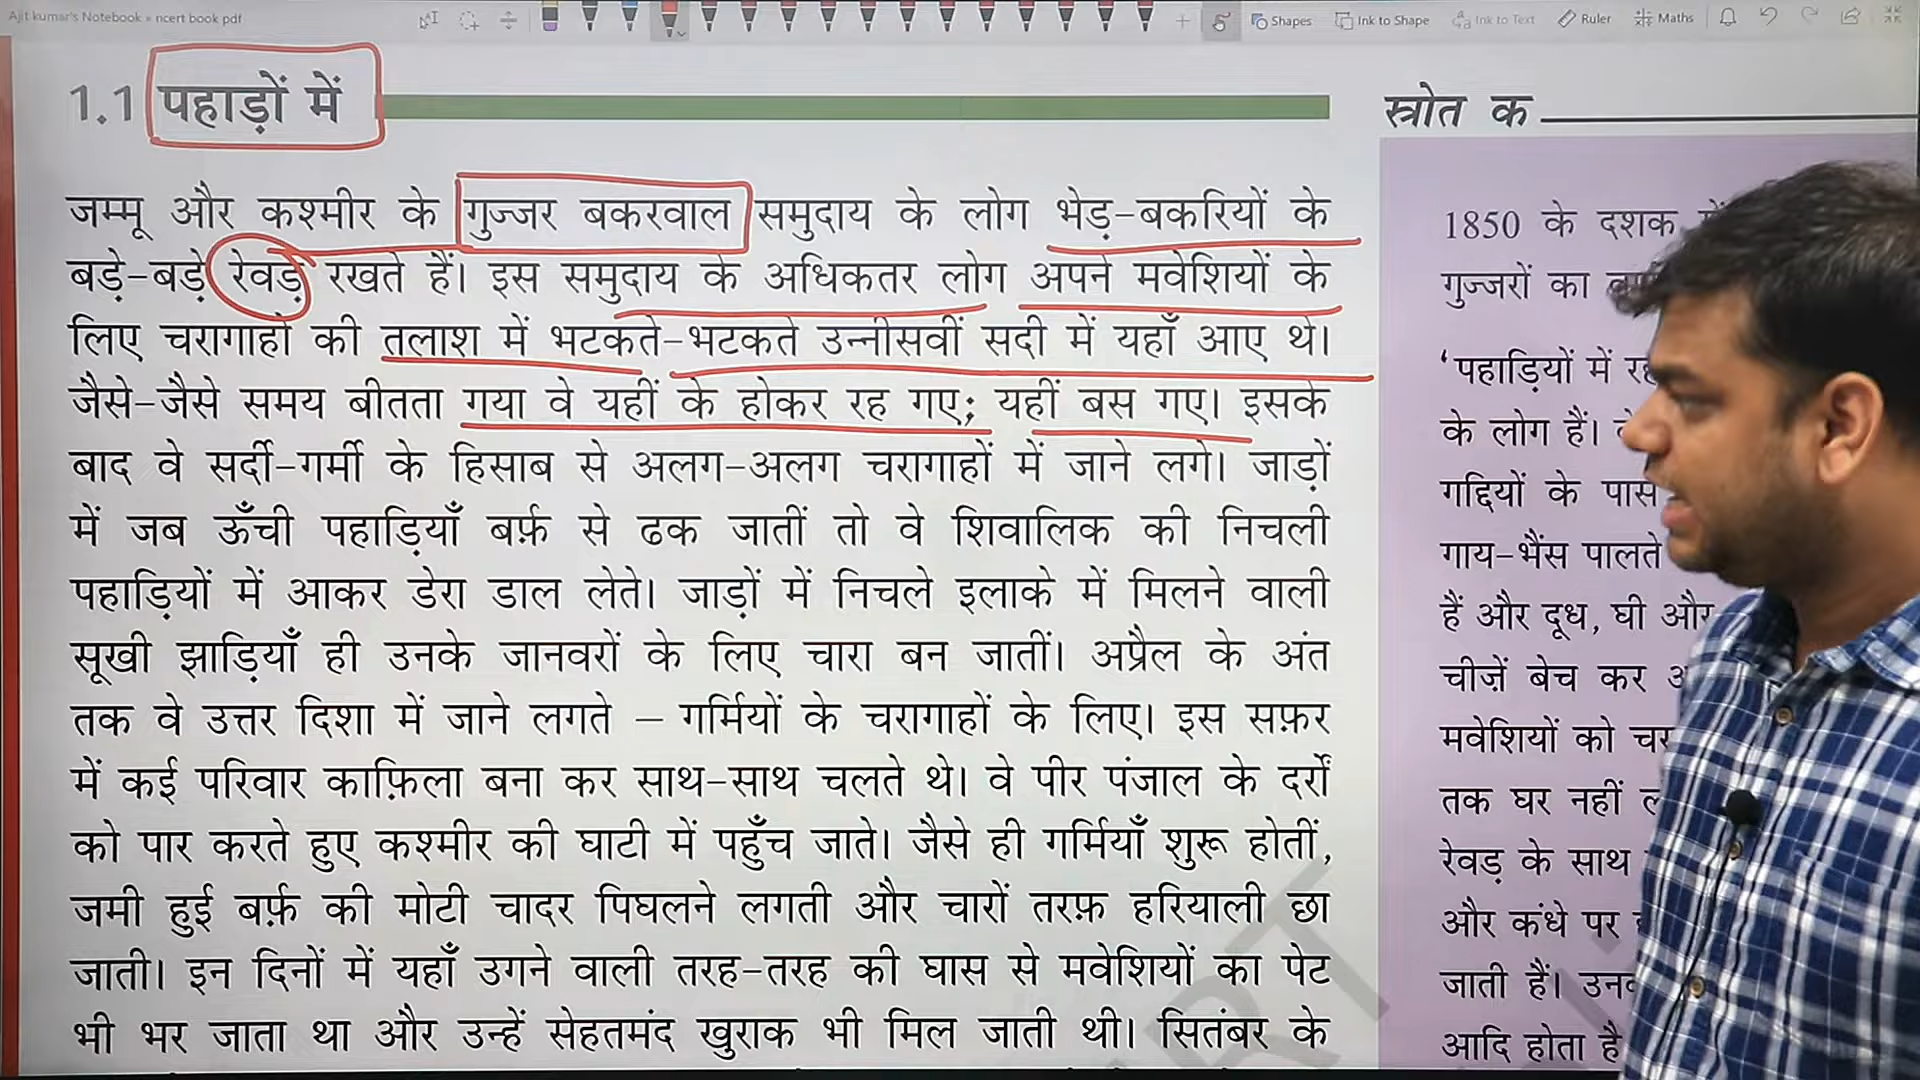 Ajit kumar's Notebook » ncert book pdf
Shapes
Ink to Shape
Ink to Text
Ruler
Maths
1.1 पहाड़ों में
जम्मू और कश्मीर के गुज्जर बकरवाल समुदाय के लोग भेड़-बकरियों के
बड़े-बड़े रेवड़ रखते हैं। इस समुदाय के अधिकतर लोग अपने मवेशियों के
लिए चरागाहों की तलाश में भटकते-भटकते उन्नीसवीं सदी में यहाँ आए थे।
जैसे-जैसे समय बीतता गया वे यहीं के होकर रह गए; यहीं बस गए। इसके
बाद वे सर्दी-गर्मी के हिसाब से अलग-अलग चरागाहों में जाने लगे। जाड़ों
में जब ऊँची पहाड़ियाँ बर्फ़ से ढक जातीं तो वे शिवालिक की निचली
पहाड़ियों में आकर डेरा डाल लेते। जाड़ों में निचले इलाके में मिलने वाली
सूखी झाड़ियाँ ही उनके जानवरों के लिए चारा बन जातीं। अप्रैल के अंत
तक वे उत्तर दिशा में जाने लगते – गर्मियों के चरागाहों के लिए। इस सफ़र
में कई परिवार काफ़िला बना कर साथ-साथ चलते थे। वे पीर पंजाल के दर्रों
को पार करते हुए कश्मीर की घाटी में पहुँच जाते। जैसे ही गर्मियाँ शुरू होतीं,
जमी हुई बर्फ़ की मोटी चादर पिघलने लगती और चारों तरफ़ हरियाली छा
जाती। इन दिनों में यहाँ उगने वाली तरह-तरह की घास से मवेशियों का पेट
भी भर जाता था और उन्हें सेहतमंद खुराक भी मिल जाती थी। सितंबर के
स्रोत क
1850 के दशक
गुज्जरों का
'पहाड़ियों में
के लोग हैं।
गद्दियों के पास
गाय-भैंस पालते
हैं और दूध, घी और
चीज़ें बेच कर
मवेशियों को
तक घर नहीं
रेवड़ के साथ
और कंधे पर
जाती हैं।
आदि होता है